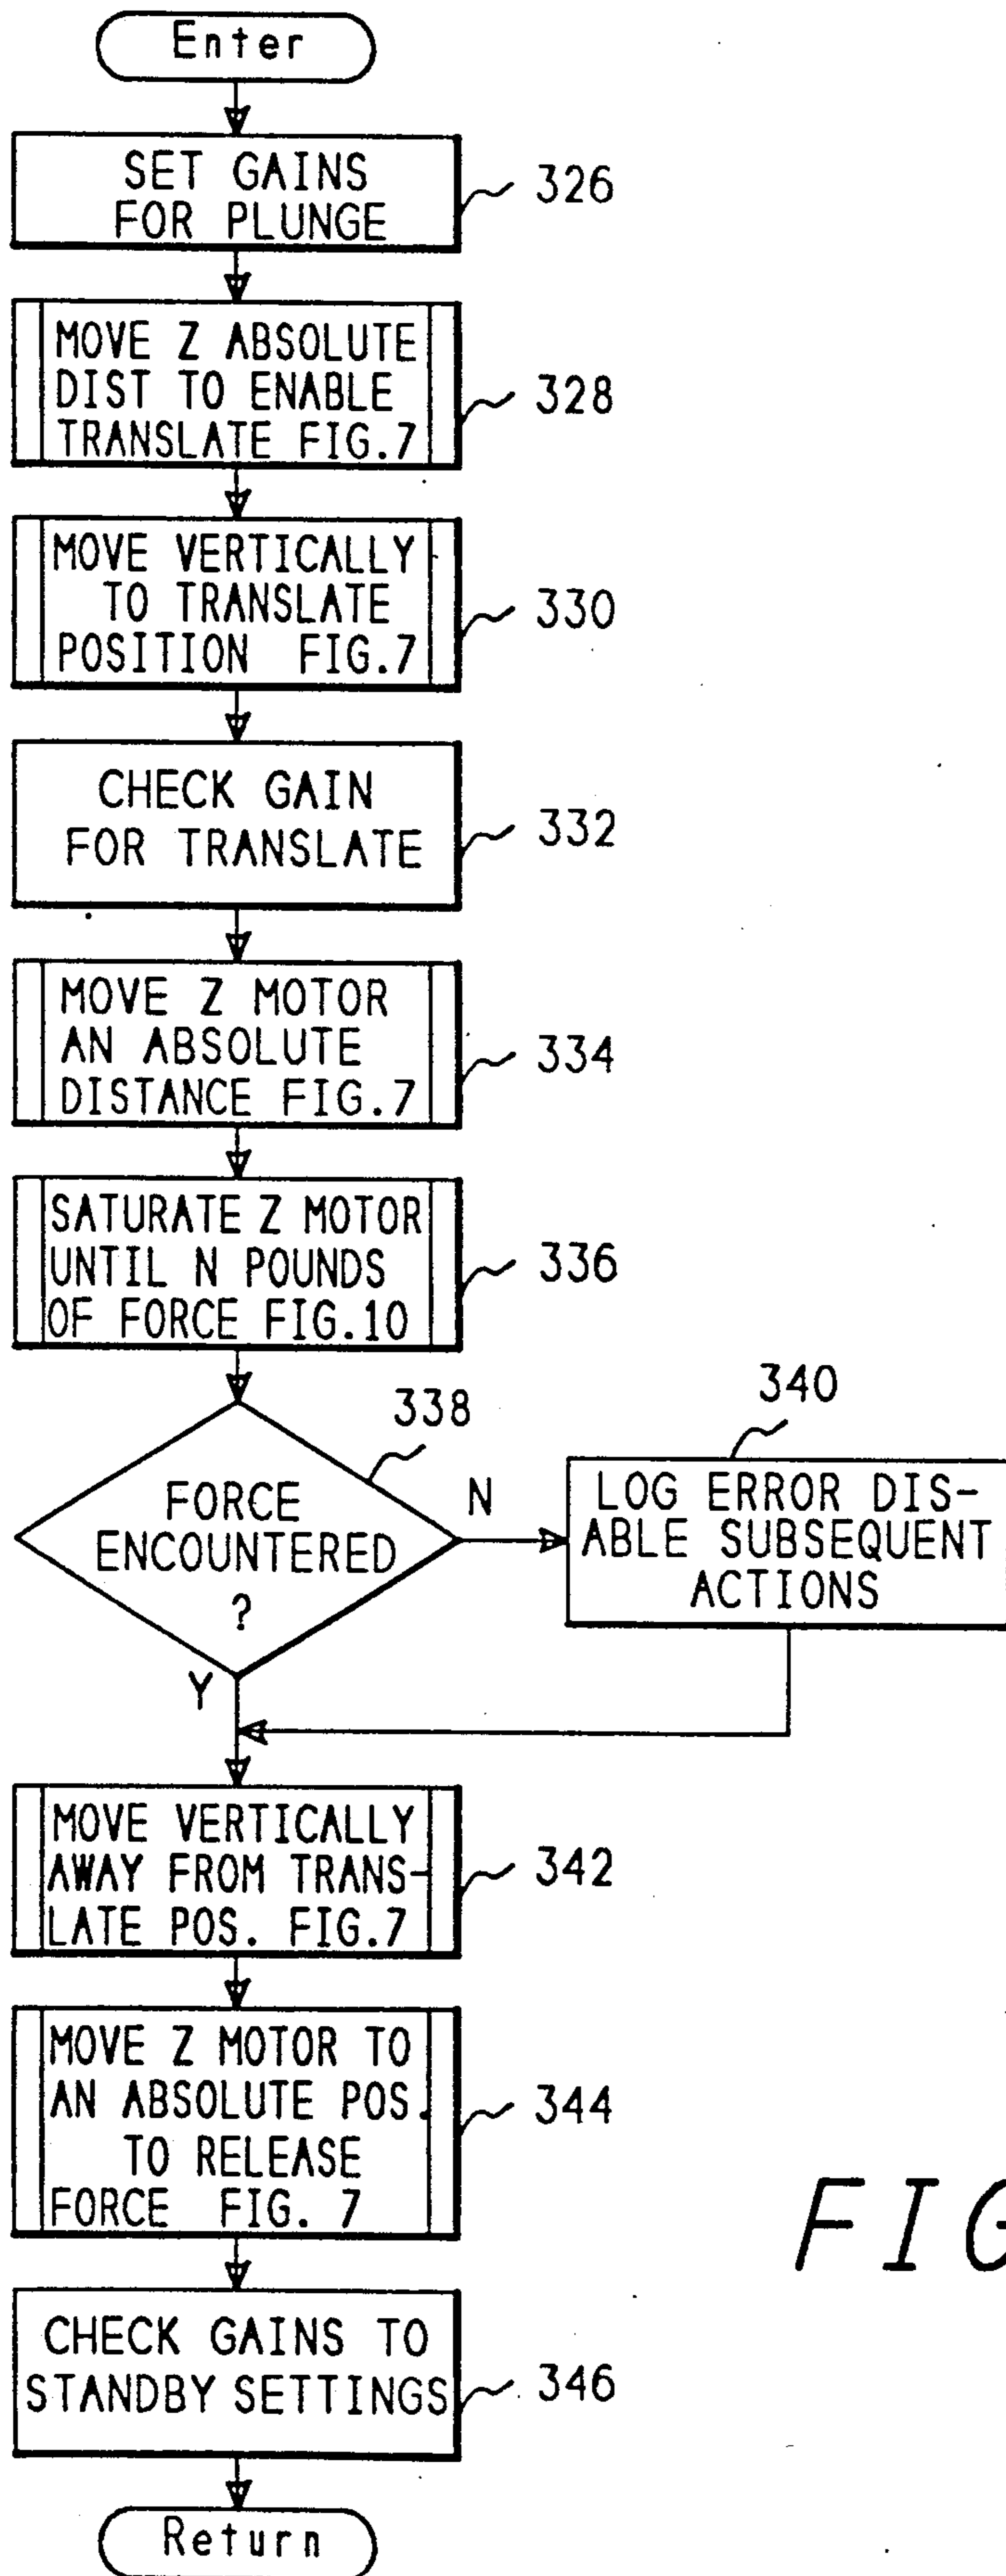 Enter
SET GAINS
FOR PLUNGE
326
MOVE Z ABSOLUTE
DIST TO ENABLE
TRANSLATE FIG.7
328
MOVE VERTICALLY
TO TRANSLATE
POSITION FIG.7
330
CHECK GAIN
FOR TRANSLATE
332
MOVE Z MOTOR
AN ABSOLUTE
DISTANCE FIG.7
334
SATURATE Z MOTOR
UNTIL N POUNDS
OF FORCE FIG.10
336
338
FORCE
ENCOUNTERED
?
N
Y
340
LOG ERROR DIS-
ABLE SUBSEQUENT
ACTIONS
MOVE VERTICALLY
AWAY FROM TRANS-
LATE POS. FIG.7
342
MOVE Z MOTOR TO
AN ABSOLUTE POS.
TO RELEASE
FORCE FIG. 7
344
FIG
CHECK GAINS TO
STANDBY SETTINGS
346
Return